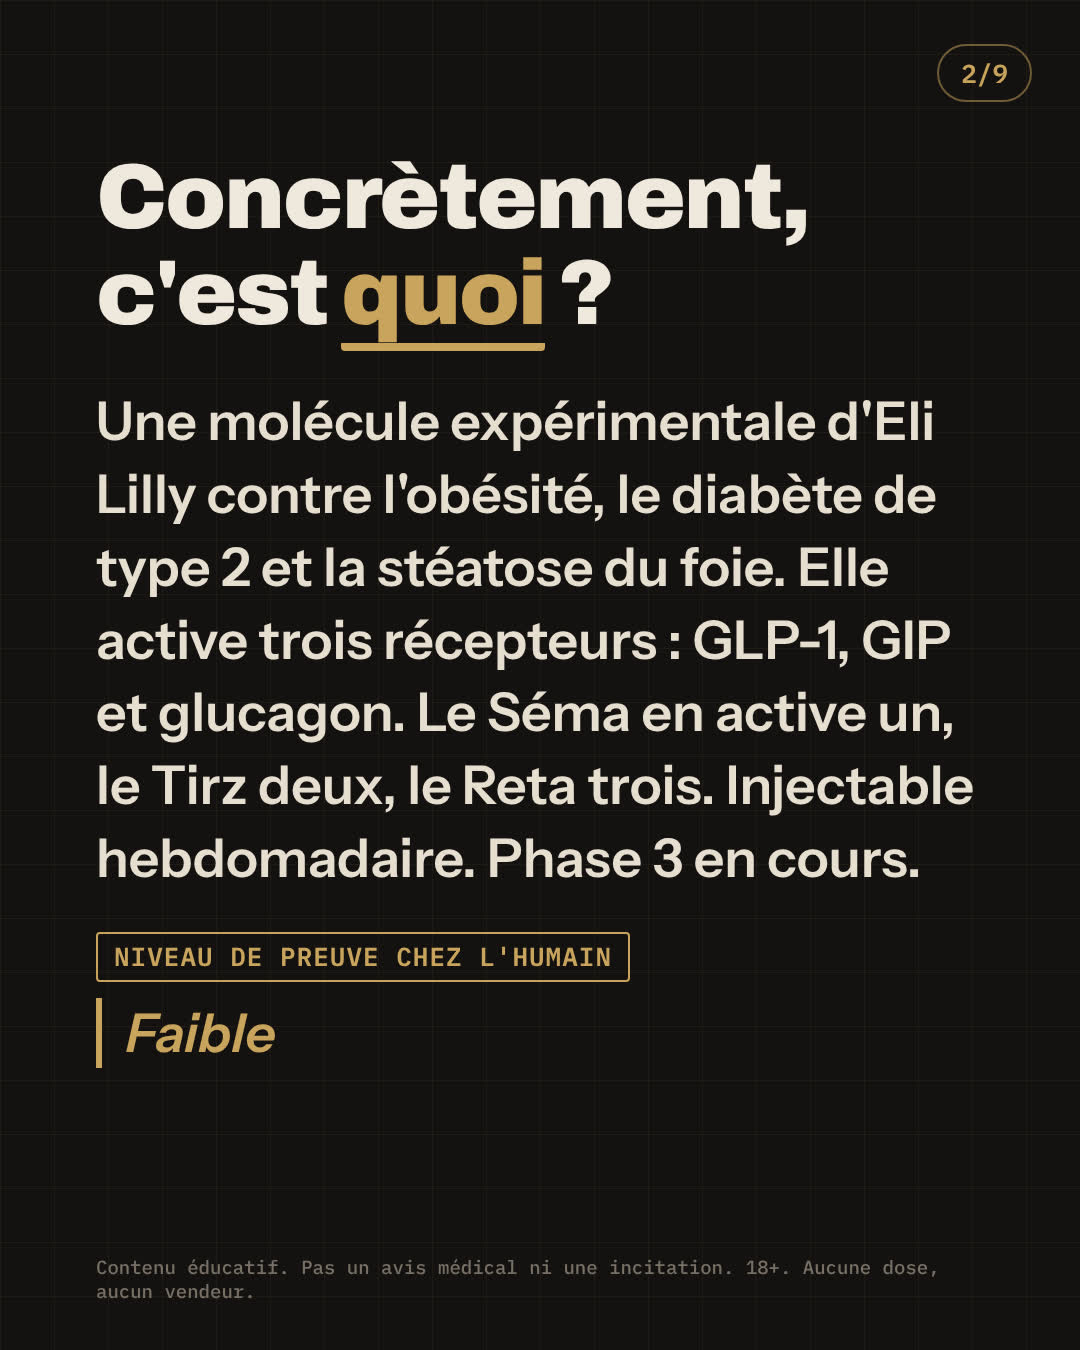 2/9
Concrètement,
c'est quoi ?
Une molécule expérimentale d'Eli
Lilly contre l'obésité, le diabète de
type 2 et la stéatose du foie. Elle
active trois récepteurs : GLP-1, GIP
et glucagon. Le Séma en active un,
le Tirz deux, le Reta trois. Injectable
hebdomadaire. Phase 3 en cours.
NIVEAU DE PREUVE CHEZ L'HUMAIN
Faible
Contenu éducatif. Pas un avis médical ni une incitation. 18+. Aucune dose,
aucun vendeur.